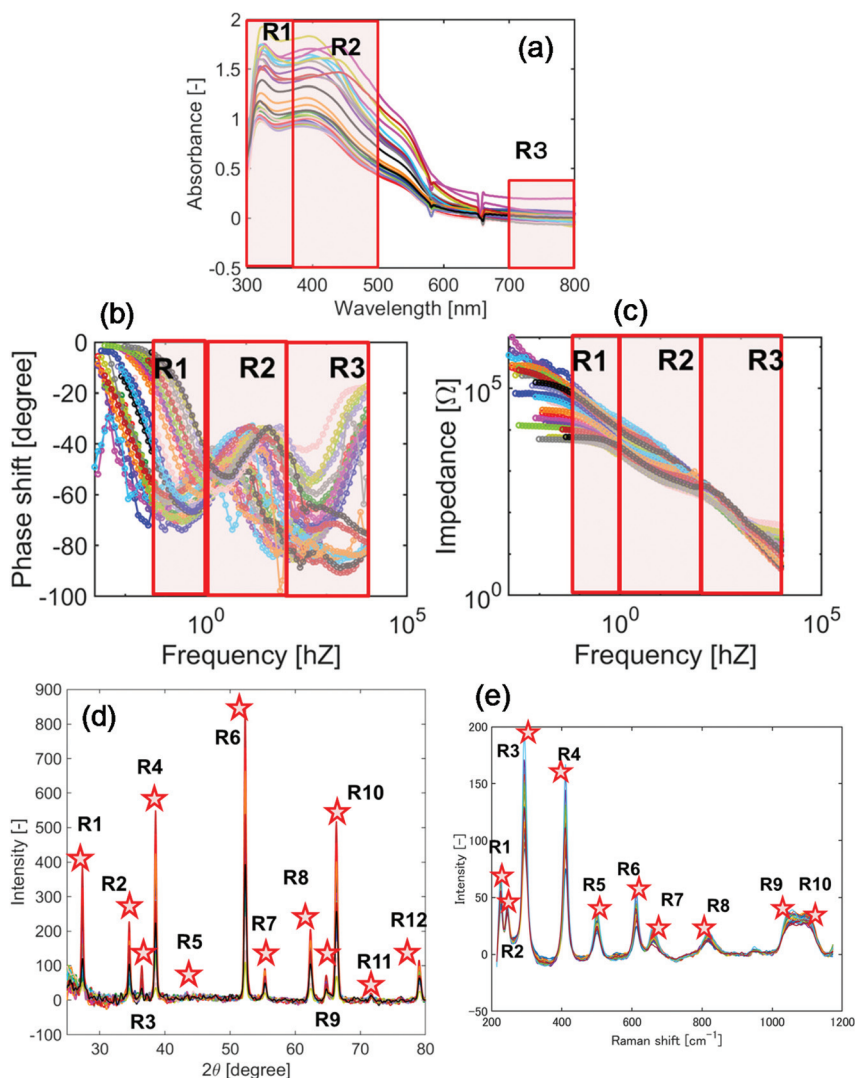 (a)
R1
R2
R3
2
1.5
1
0.5
0
-0.5
Absorbance [-]
300 400 500 600 700 800
Wavelength [nm]
(b)
R1
R2
R3
0
-20
-40
-60
-80
-100
Phase shift [degree]
10^0
10^5
Frequency [hZ]
(c)
R1
R2
R3
10^5
10^0
Impedance [Ω]
10^0
10^5
Frequency [hZ]
(d)
900
800
700
600
500
400
300
200
100
0
-100
Intensity [-]
R1
R2
R3
R4
R5
R6
R7
R8
R9
R10
R11
R12
30 40 50 60 70 80
2θ [degree]
(e)
200
150
100
50
0
-50
Intensity [-]
R1
R2
R3
R4
R5
R6
R7
R8
R9
R10
200 400 600 800 1000 1200
Raman shift [cm⁻¹]